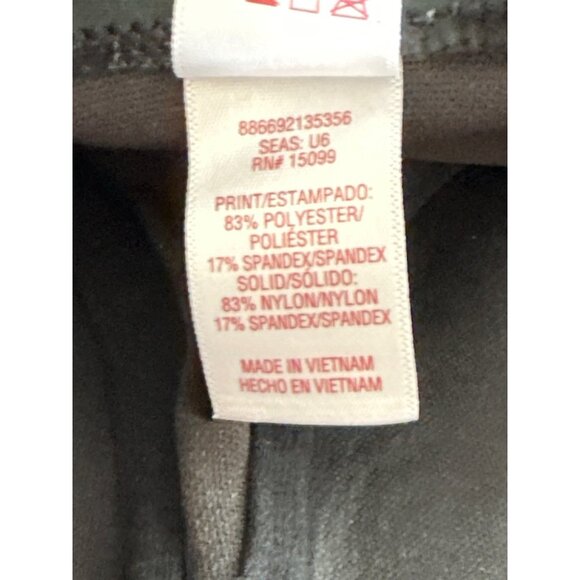 886692135356
SEAS: U6
RN# 15099
PRINT/ESTAMPADO:
83% POLYESTER/
POLIÉSTER
17% SPANDEX/SPANDEX
SOLID/SÓLIDO:
83% NYLON/NYLON
17% SPANDEX/SPANDEX
MADE IN VIETNAM
HECHO EN VIETNAM